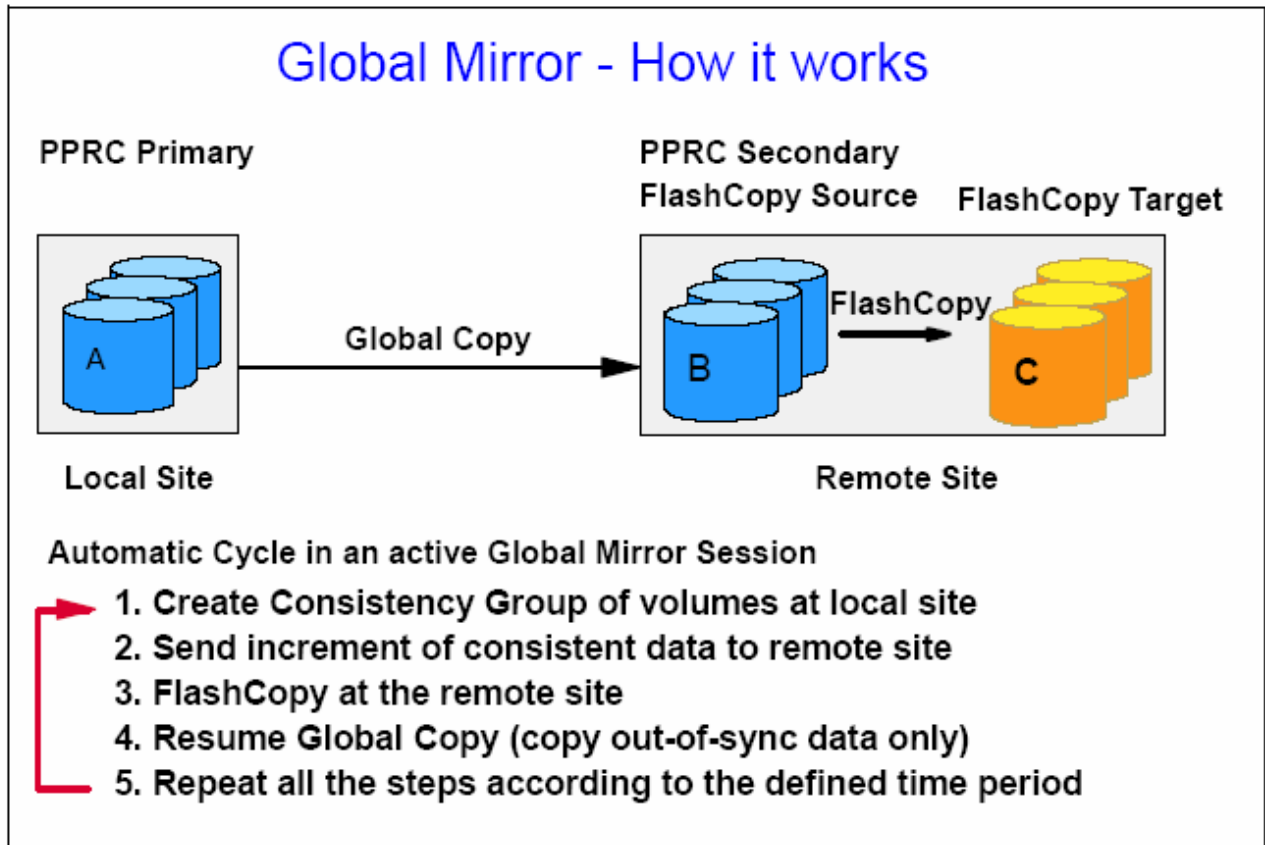 Global Mirror - How it works
PPRC Primary
PPRC Secondary
FlashCopy Source
FlashCopy Target
A
Global Copy
B
FlashCopy
C
Local Site
Remote Site
Automatic Cycle in an active Global Mirror Session
1. Create Consistency Group of volumes at local site
2. Send increment of consistent data to remote site
3. FlashCopy at the remote site
4. Resume Global Copy (copy out-of-sync data only)
5. Repeat all the steps according to the defined time period